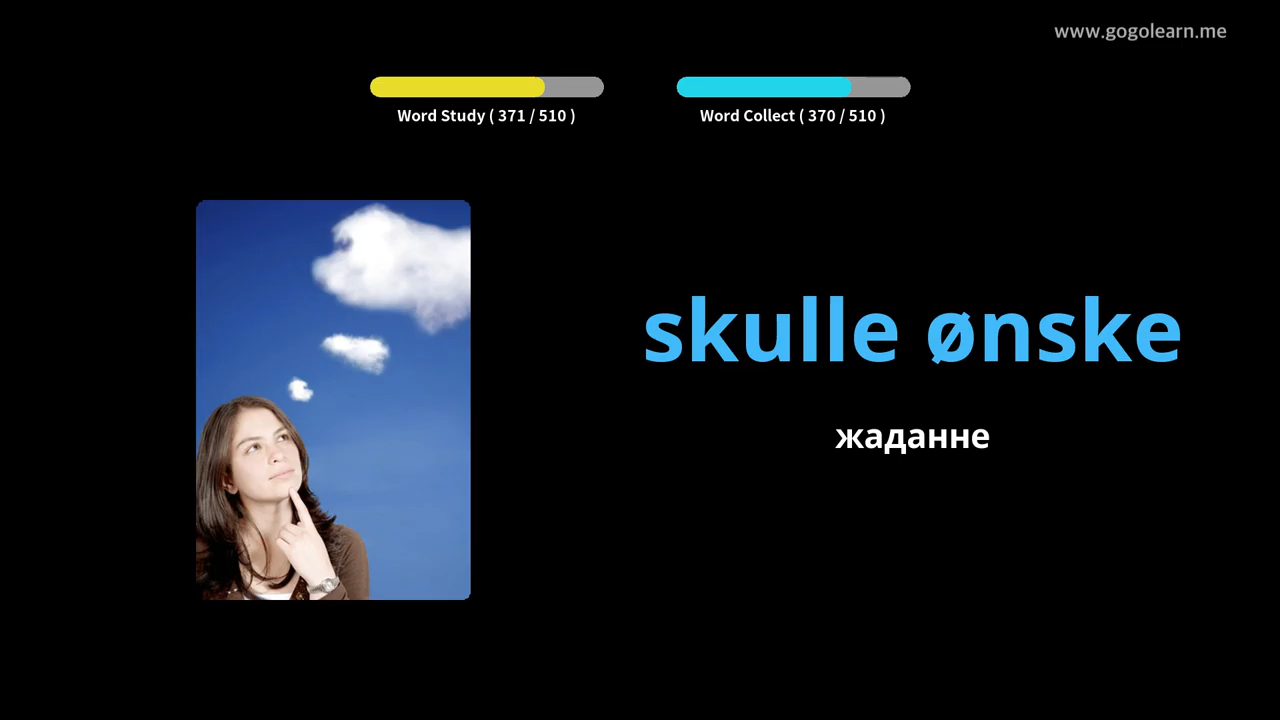 www.gogolearn.me
Word Study ( 371 / 510 )
Word Collect ( 370 / 510 )
skulle ønske
жаданне